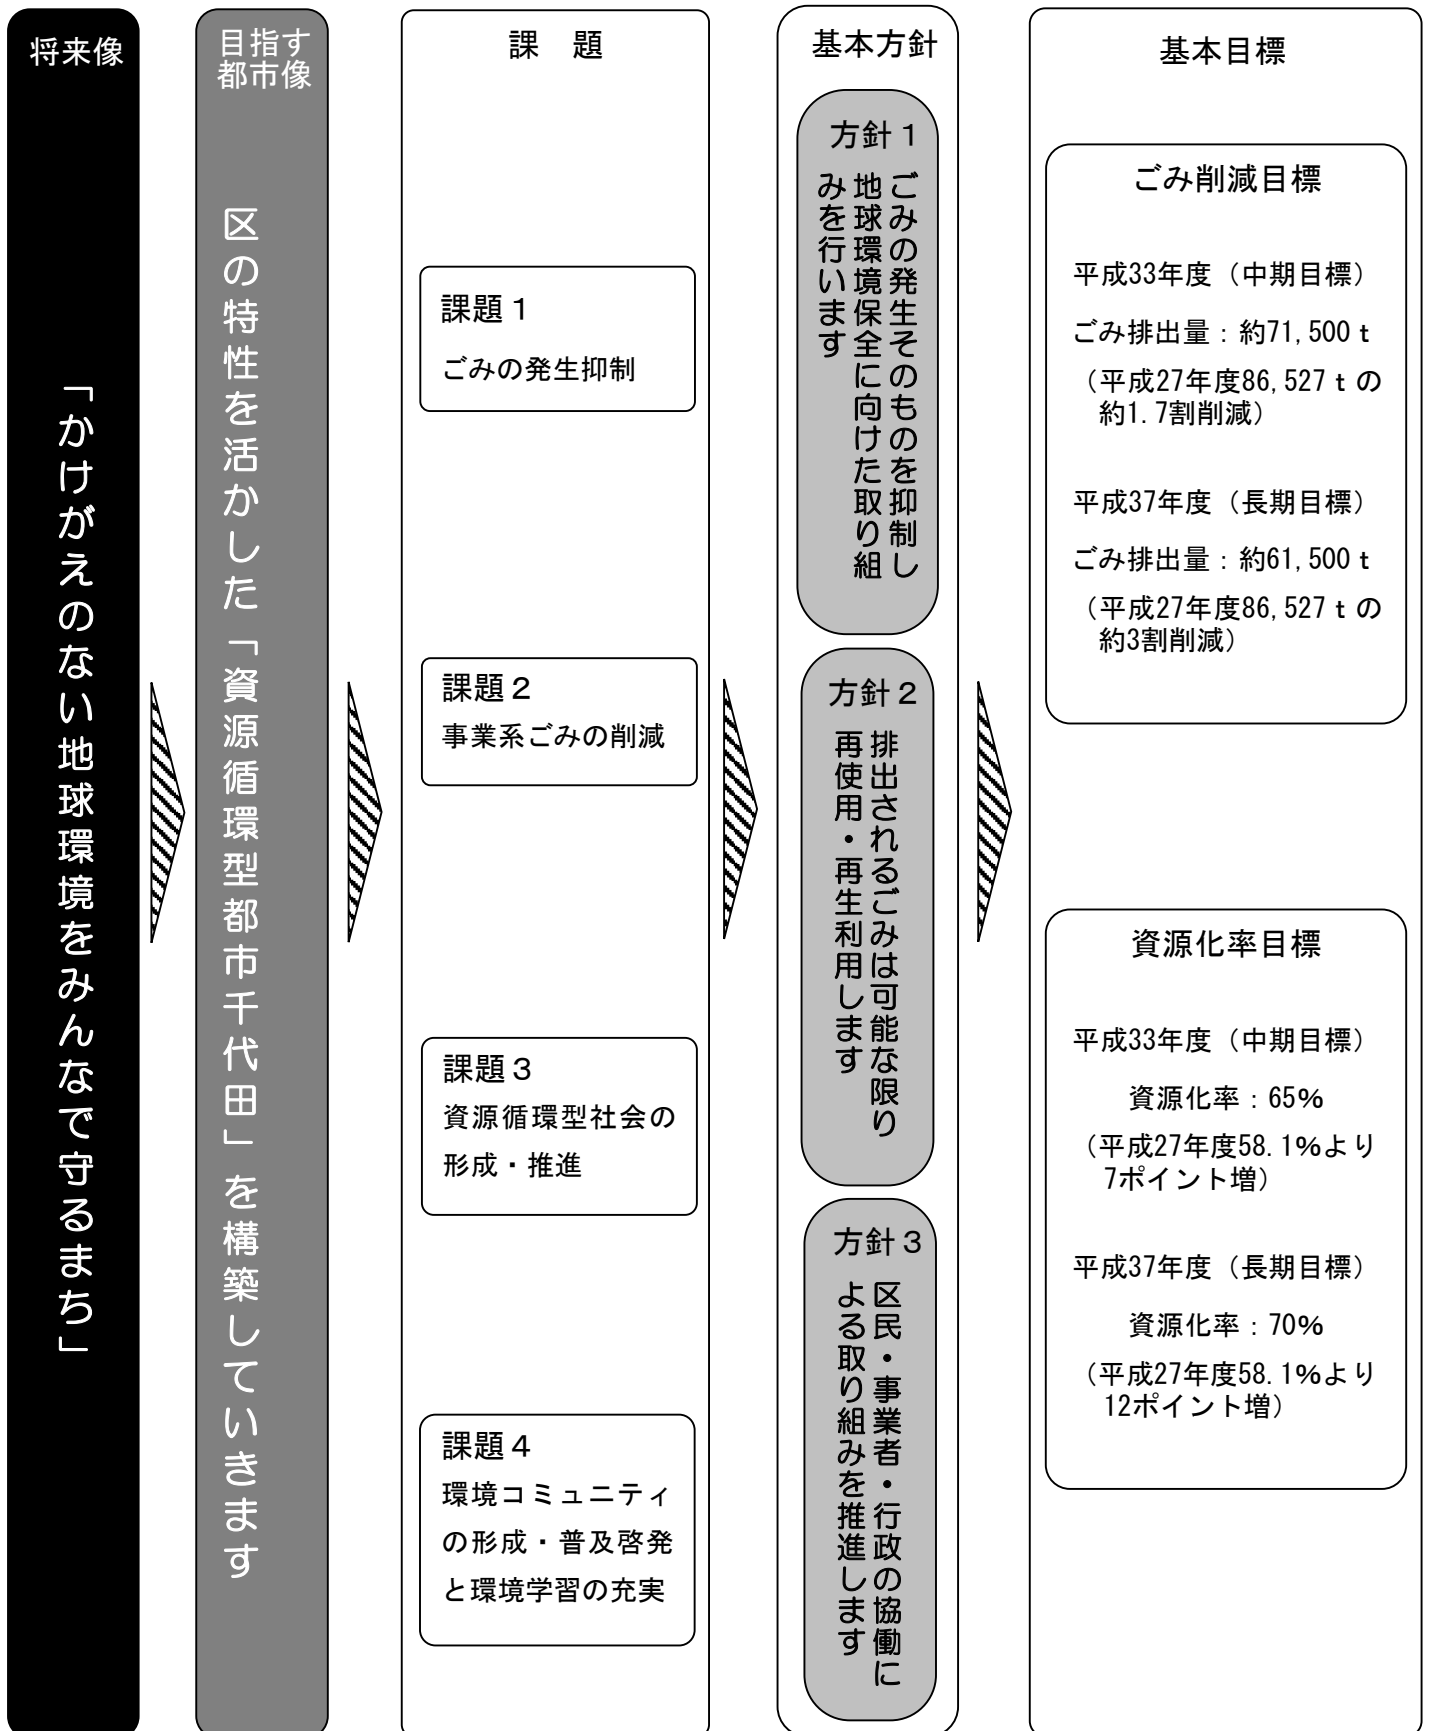 将来像
「かけがえのない地球環境をみんなで守るまち」
目指す
都市像
区の特性を活かした「資源循環型都市千代田」を構築していきます
課　題
課題１
ごみの発生抑制
課題２
事業系ごみの削減
課題３
資源循環型社会の
形成・推進
課題４
環境コミュニティ
の形成・普及啓発
と環境学習の充実
基本方針
方針１
ごみの発生そのものを抑制し
地球環境保全に向けた取り組
みを行います
方針２
排出されるごみは可能な限り
再使用・再生利用します
方針３
区民・事業者・行政の協働に
よる取り組みを推進します
基本目標
ごみ削減目標
平成33年度（中期目標）
ごみ排出量：約71,500ｔ
（平成27年度86,527ｔの
約1.7割削減）
平成37年度（長期目標）
ごみ排出量：約61,500ｔ
（平成27年度86,527ｔの
約3割削減）
資源化率目標
平成33年度（中期目標）
資源化率：65％
（平成27年度58.1％より
7ポイント増）
平成37年度（長期目標）
資源化率：70％
（平成27年度58.1％より
12ポイント増）